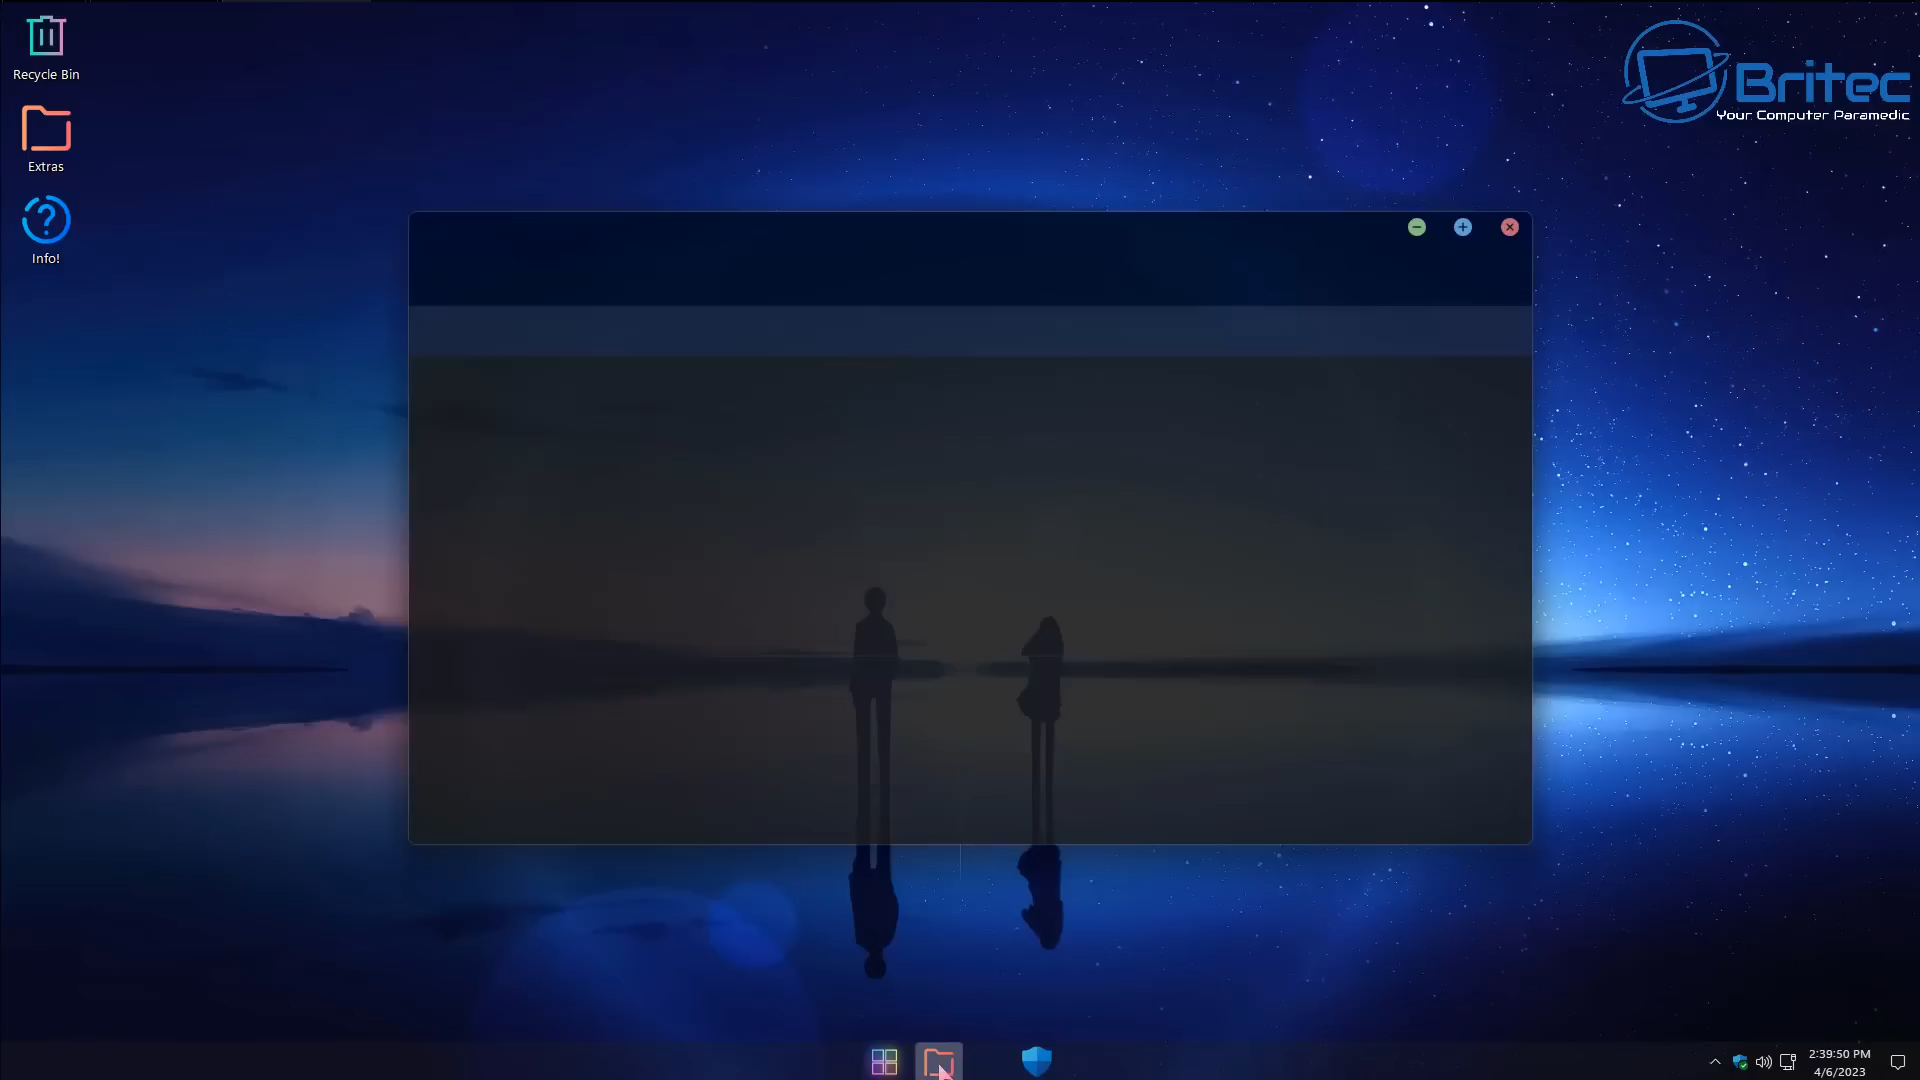 Recycle Bin
Extras
Info!
Britec
Your Computer Paramedic
2:39:50 PM
4/6/2023